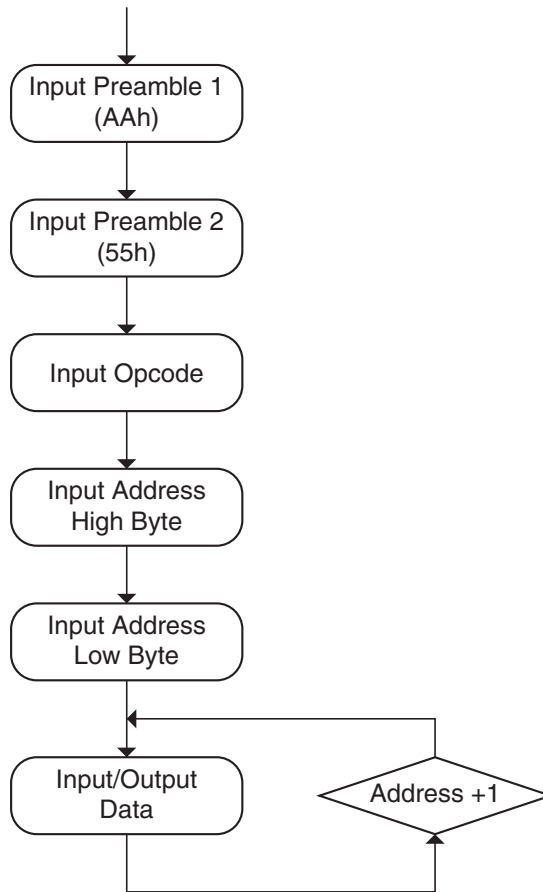 Input Preamble 1
(AAh)
Input Preamble 2
(55h)
Input Opcode
Input Address
High Byte
Input Address
Low Byte
Input/Output
Data
Address +1